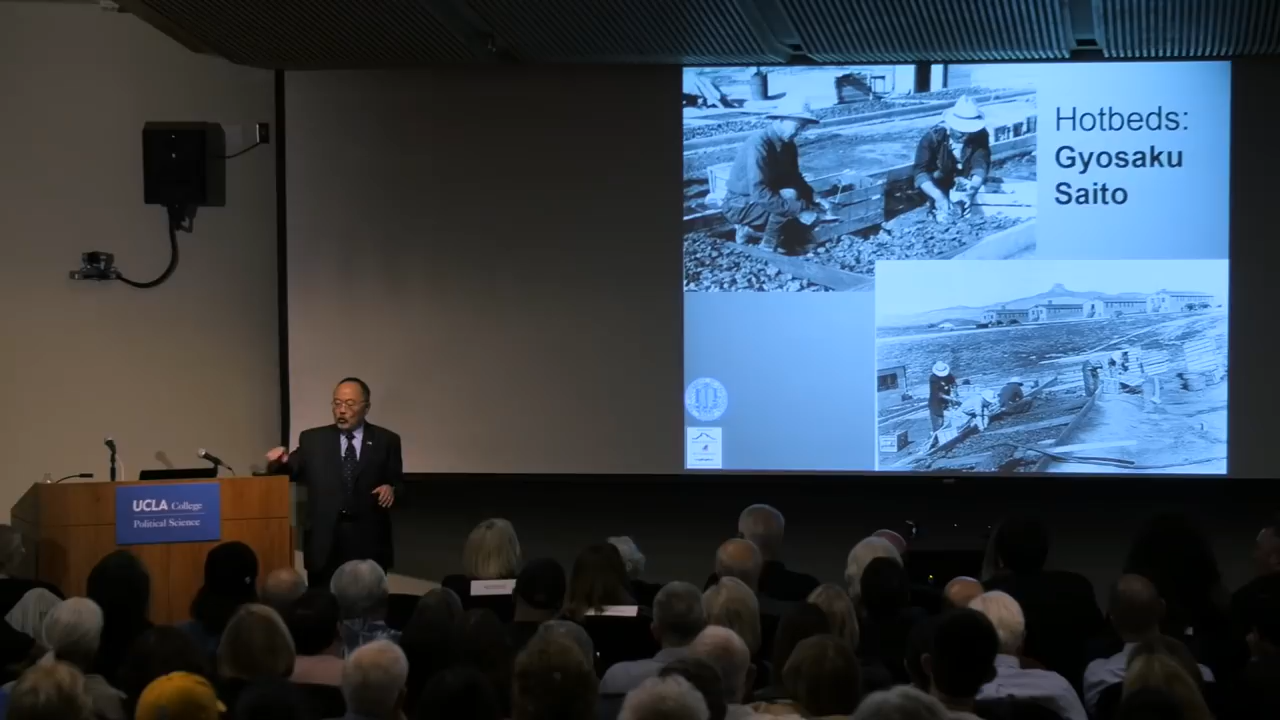 Hotbeds:
Gyosaku
Saito
UCLA College
Political Science